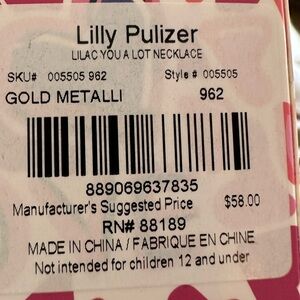 Lilly Pulizer
LILAC YOU A LOT NECKLACE
SKU# 005505 962 Style # 005505
GOLD METALLI 962
889069637835
Manufacturer's Suggested Price $58.00
RN# 88189
MADE IN CHINA / FABRIQUE EN CHINE
Not intended for children 12 and under